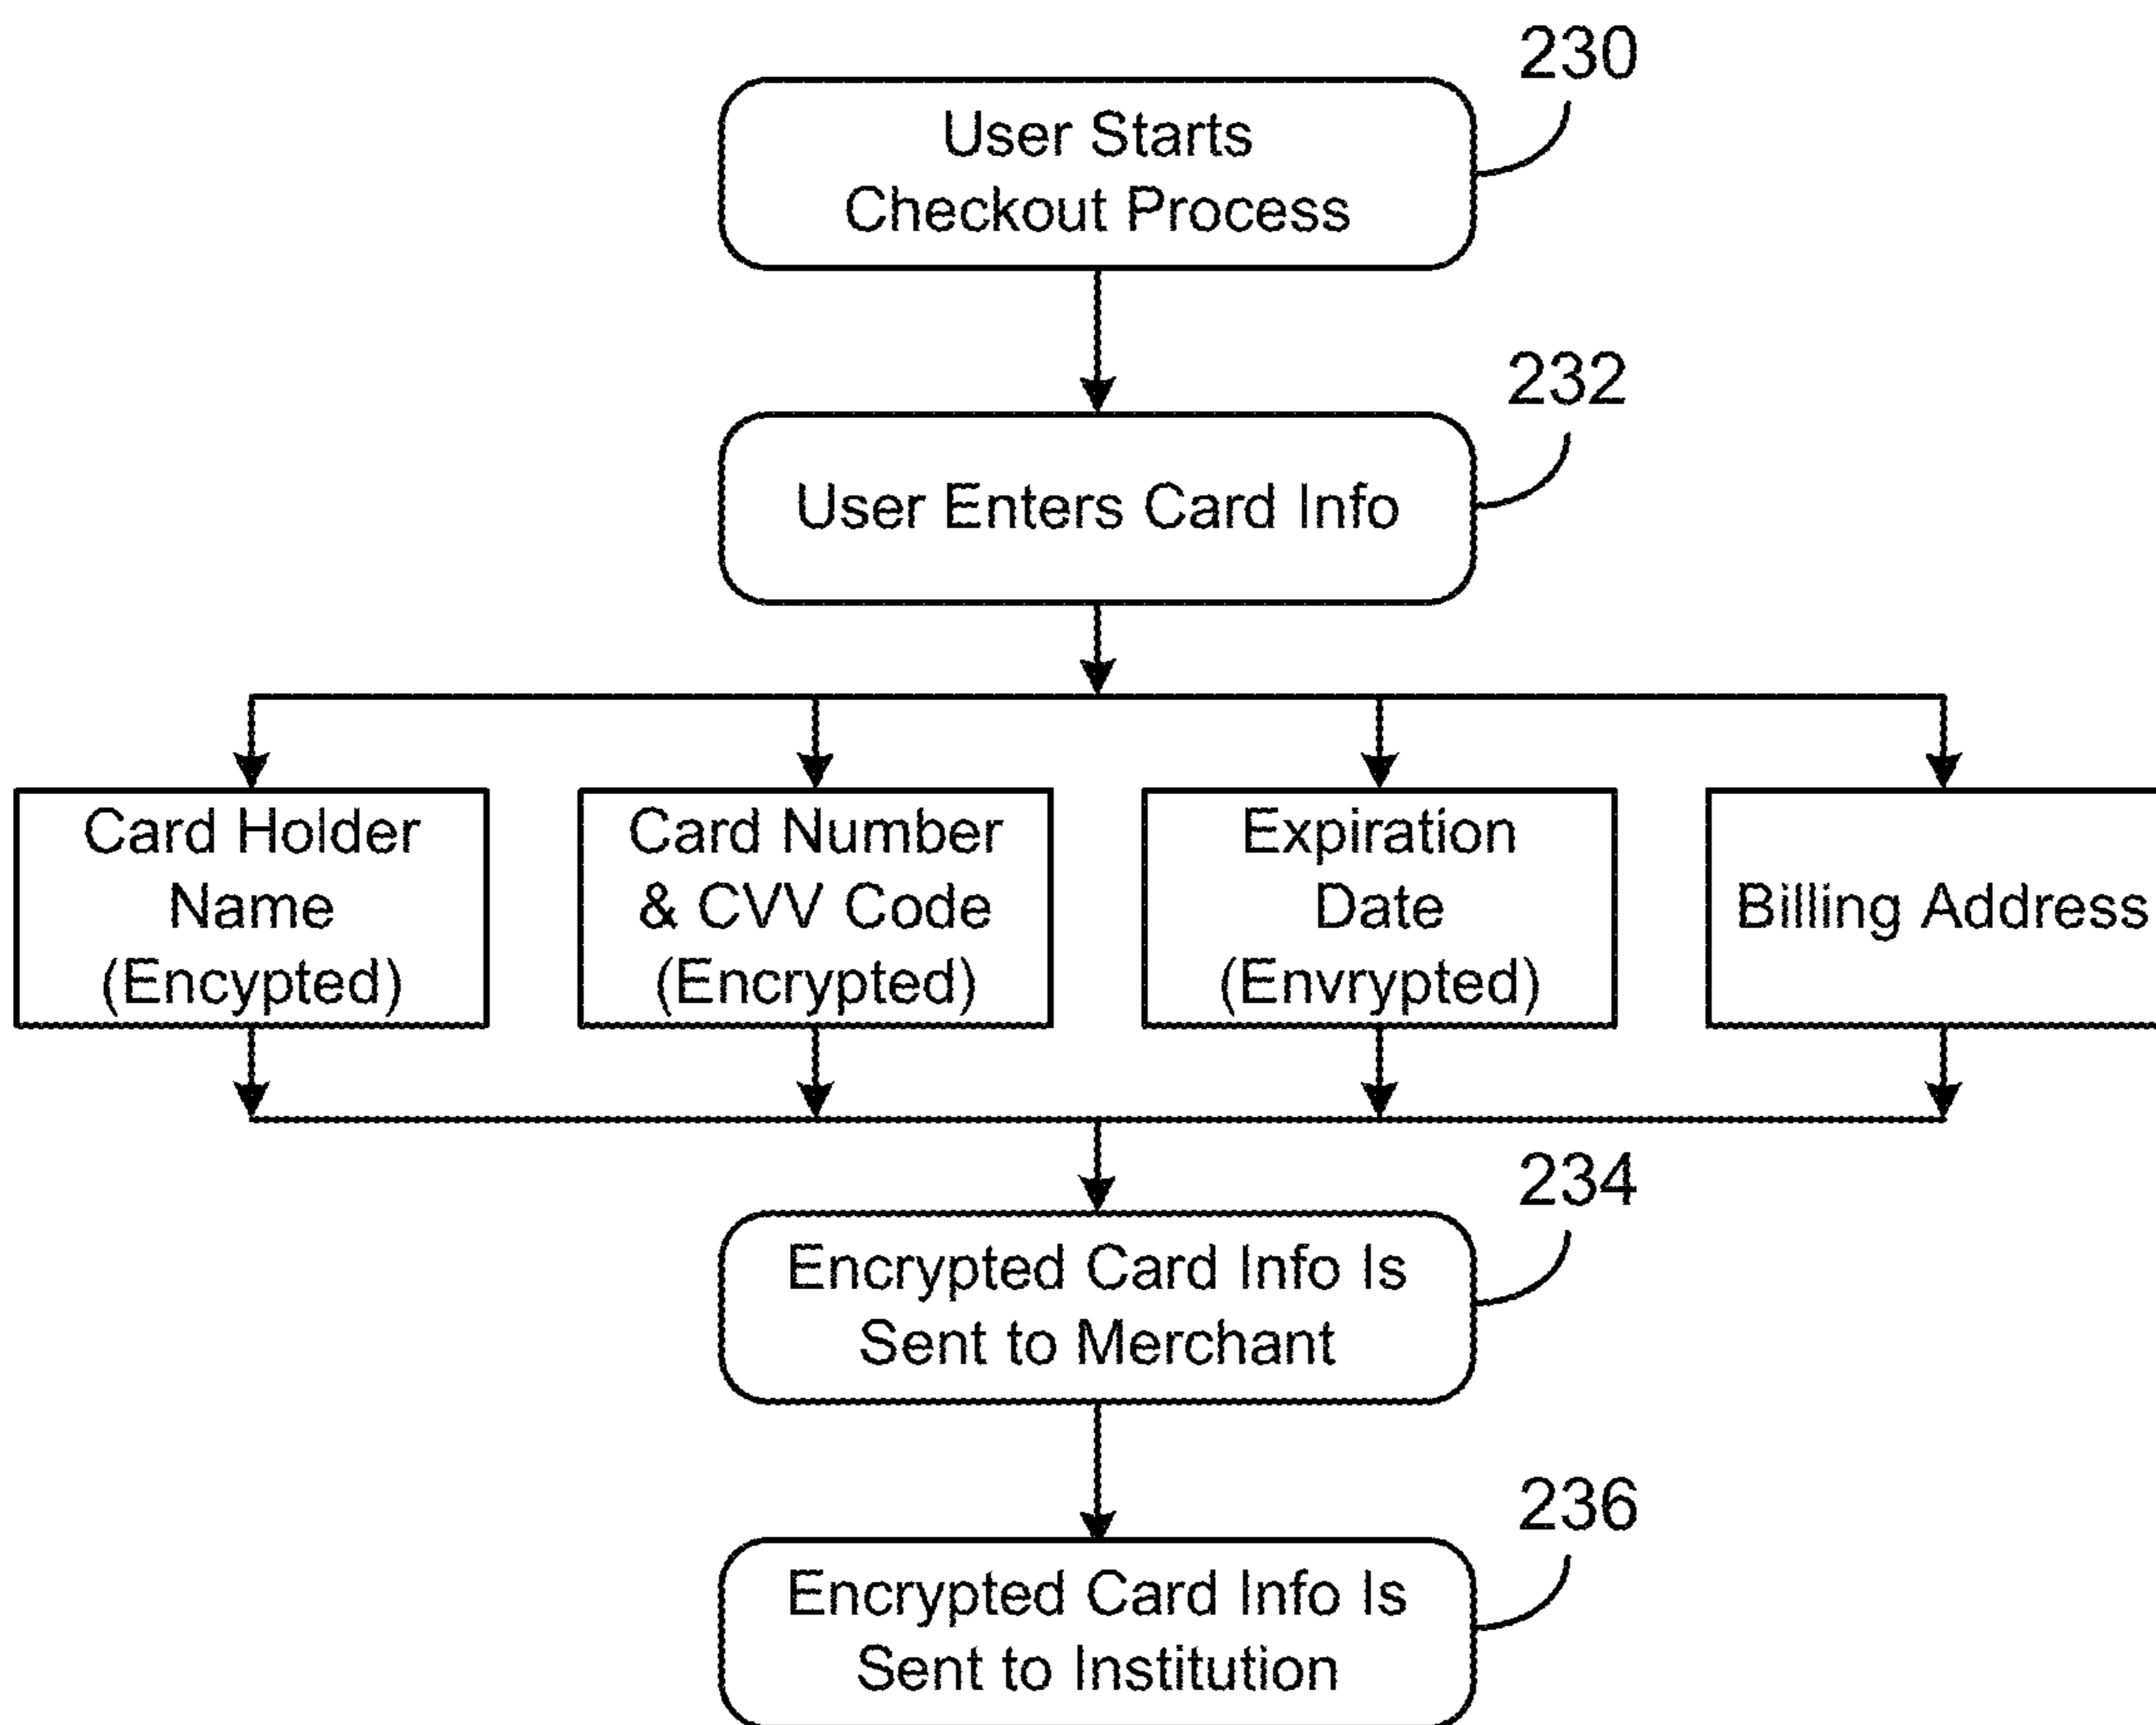 230
User Starts
Checkout Process
232
User Enters Card Info
Card Holder
Name
(Encypted)
Card Number
& CVV Code
(Encrypted)
Expiration
Date
(Envrypted)
Billing Address
234
Encrypted Card Info Is
Sent to Merchant
236
Encrypted Card Info Is
Sent to Institution